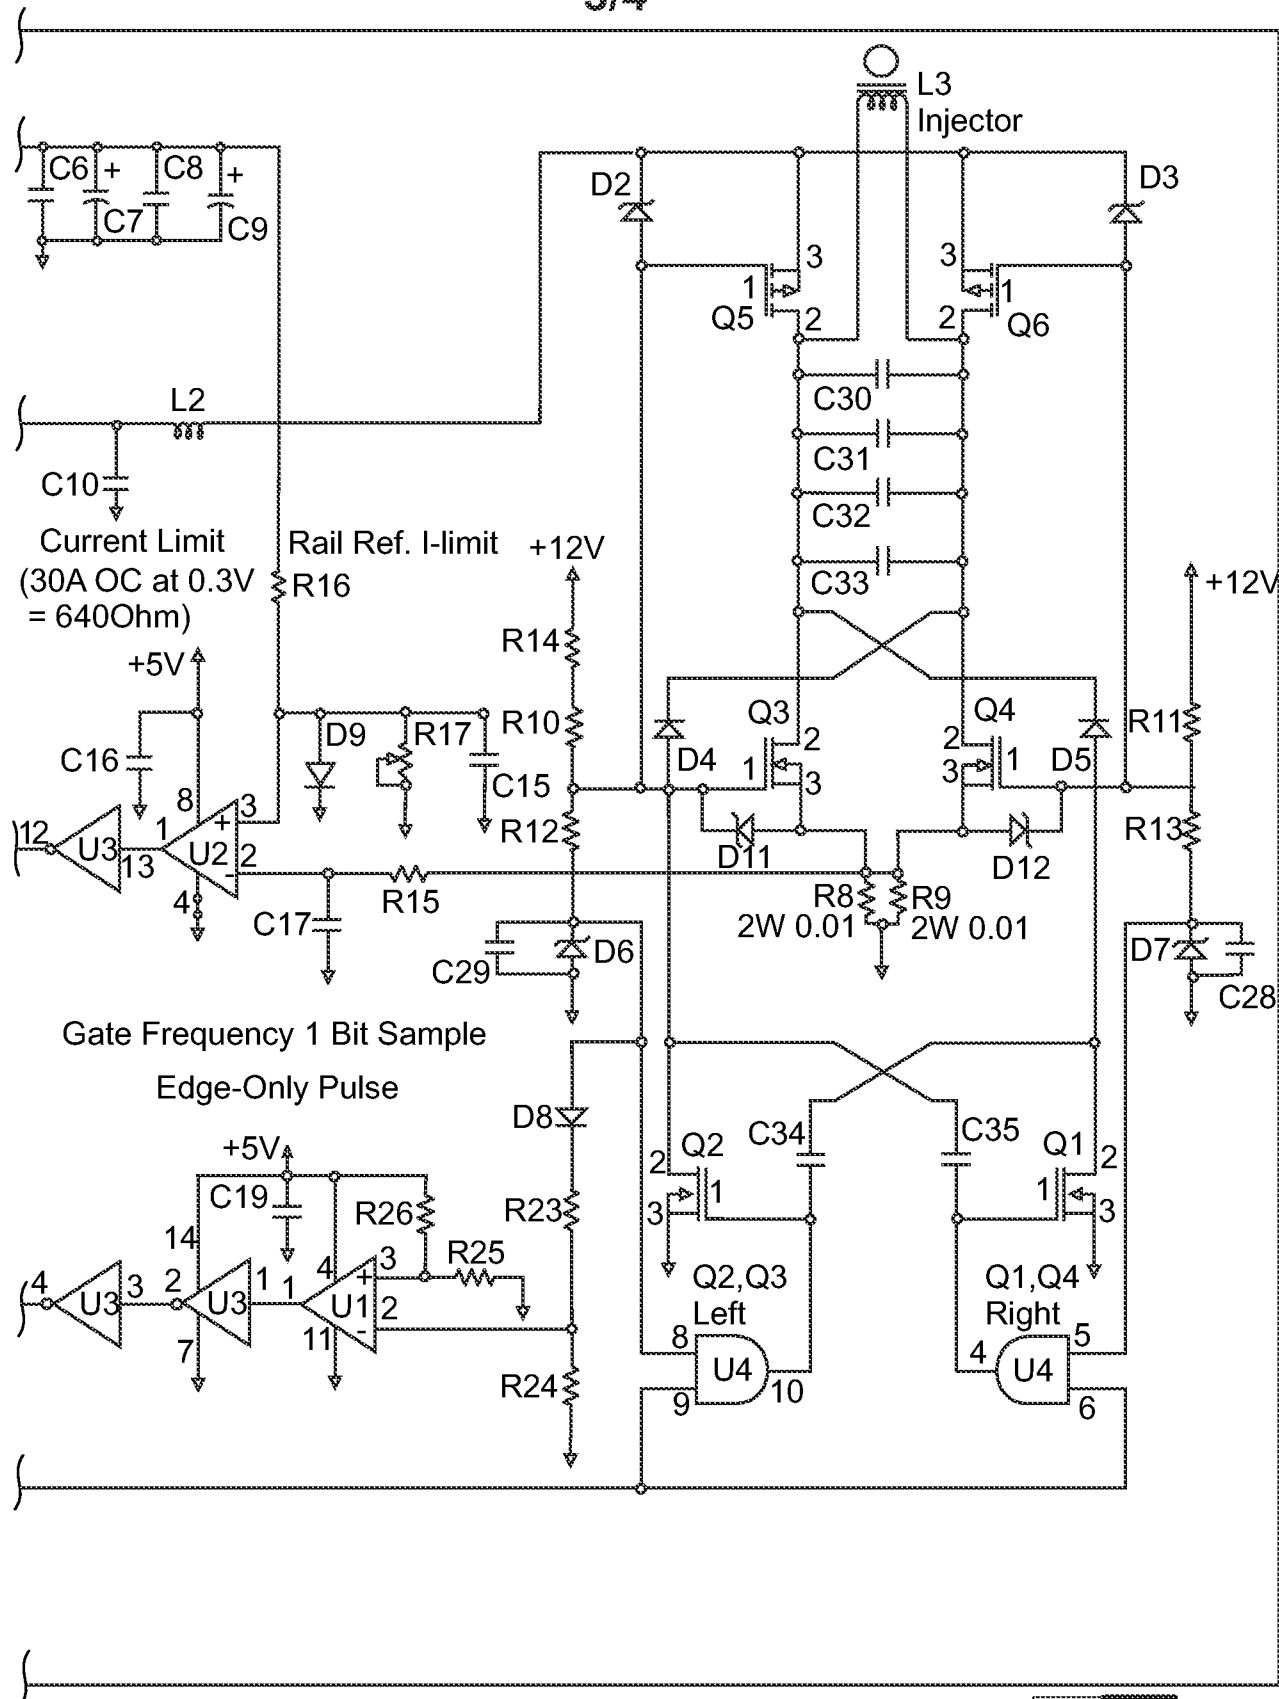 3/4
L3
Injector
C6 + C8 +
C7 C9
D2 D3
3 3
1 1
Q5 2 2 Q6
L2
C30
C31
C10
C32
C33
Current Limit
(30A OC at 0.3V
= 640Ohm)
Rail Ref. I-limit
+12V
R16
+12V
R14
+5V
R10
D9 R17
Q3 Q4
R11
C16
2 2
D4 D5
1 3 3 1
C15
8 3
12 U3 13 1 U2 + 2 -
R12
D11 D12
R13
4
R15
C17
R8 R9
2W 0.01 2W 0.01
C29 D6
D7
C28
Gate Frequency 1 Bit Sample
Edge-Only Pulse
D8
C34 C35
Q2 Q1
2 2
1 1
3 3
+5V
C19
R26
R23
14
R25
4 3
4 U3 3 2 U3 1 1 U1 + 2 -
7 11
Q2,Q3
Left
Q1,Q4
Right
8 5
U4 10 4 U4
9 6
R24